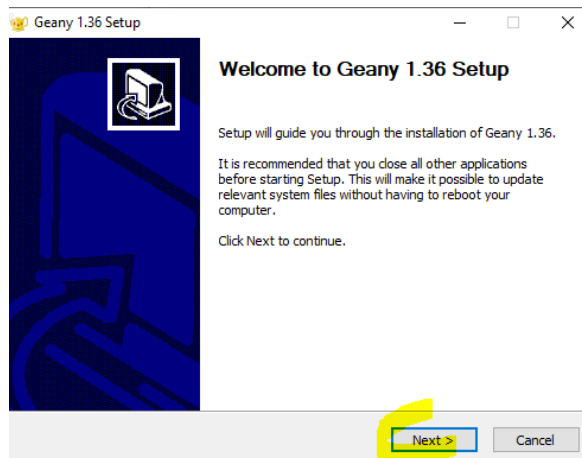 Geany 1.36 Setup
Welcome to Geany 1.36 Setup
Setup will guide you through the installation of Geany 1.36.
It is recommended that you close all other applications
before starting Setup. This will make it possible to update
relevant system files without having to reboot your
computer.
Click Next to continue.
Next >
Cancel